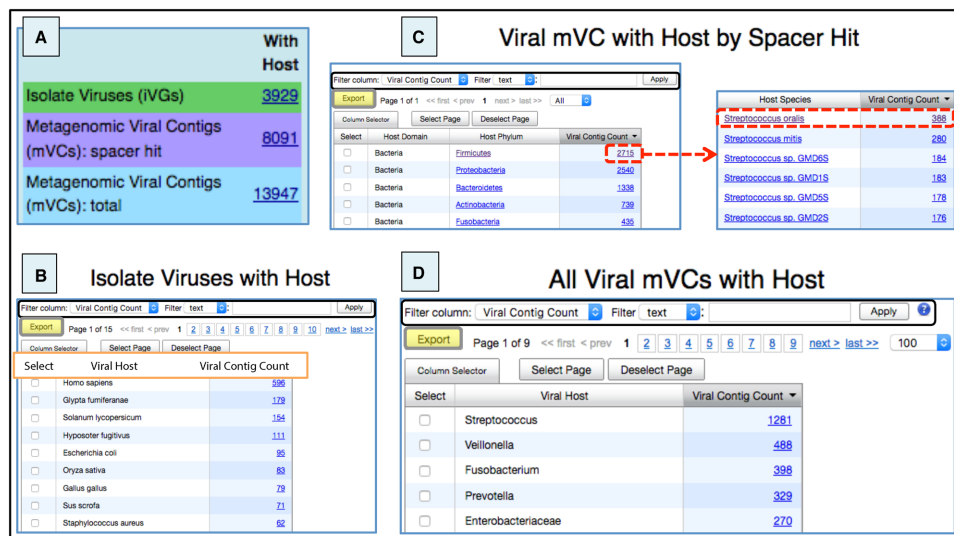 A
With
Host
Isolate Viruses (iVGs) 3929
Metagenomic Viral Contigs
(mVCs): spacer hit 8091
Metagenomic Viral Contigs
(mVCs): total 13947
C
Viral mVC with Host by Spacer Hit
Filter column: Viral Contig Count Filter text : Apply
Export Page 1 of 1 << first < prev 1 next > last >> All
Column Selector Select Page Deselect Page
Select Host Domain Host Phylum Viral Contig Count
Bacteria Firmicutes 2715
Bacteria Proteobacteria 2540
Bacteria Bacteroidetes 1338
Bacteria Actinobacteria 739
Bacteria Fusobacteria 435
Host Species Viral Contig Count
Streptococcus oralis 388
Streptococcus mitis 280
Streptococcus sp. GMD6S 184
Streptococcus sp. GMD1S 183
Streptococcus sp. GMD5S 178
Streptococcus sp. GMD2S 176
B
Isolate Viruses with Host
Filter column: Viral Contig Count Filter text : Apply
Export Page 1 of 15 << first < prev 1 2 3 4 5 6 7 8 9 10 next > last >>
Column Selector Select Page Deselect Page
Select Viral Host Viral Contig Count
Homo sapiens 596
Glypta fumiferanae 179
Solanum lycopersicum 154
Hyposoter fugitivus 111
Escherichia coli 95
Oryza sativa 83
Gallus gallus 79
Sus scrofa 71
Staphylococcus aureus 62
D
All Viral mVCs with Host
Filter column: Viral Contig Count Filter text : Apply ?
Export Page 1 of 9 << first < prev 1 2 3 4 5 6 7 8 9 next > last >> 100
Column Selector Select Page Deselect Page
Select Viral Host Viral Contig Count
Streptococcus 1281
Veillonella 488
Fusobacterium 398
Prevotella 329
Enterobacteriaceae 270